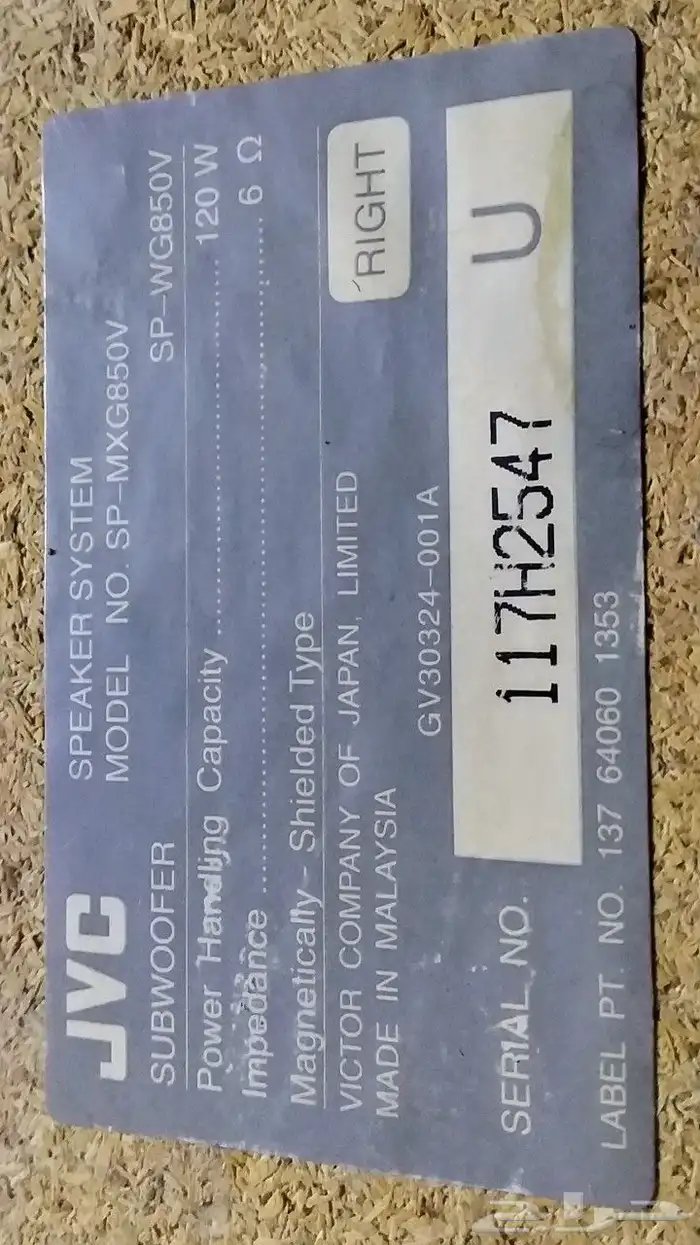 JVC
SPEAKER SYSTEM
MODEL NO. SP-MXG850V
SUBWOOFER SP-WG850V
Power Handling Capacity ........................ 120 W
Impedance ................................................ 6 Ω
Magnetically - Shielded Type
VICTOR COMPANY OF JAPAN, LIMITED
MADE IN MALAYSIA
RIGHT
GV30324-001A
SERIAL NO. 117H2547 U
LABEL PT. NO. 137 64060 1353